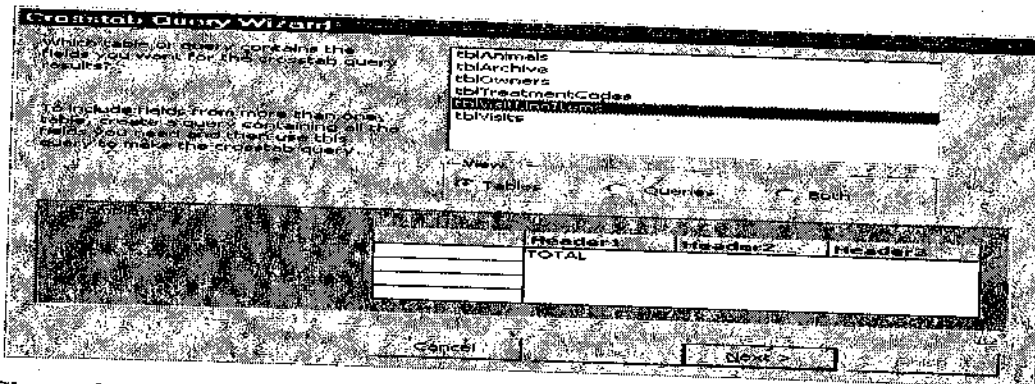 Crosstab Query Wizard
Which table or query contains the
fields you want for the crosstab query
results?
To include fields from more than one
table, create a query containing all the
fields you need and then use this
query to make the crosstab query.
tblAnimals
tblArchive
tblOwners
tblTreatmentCodes
tblVisitLineItems
tblVisits
View
Tables
Queries
Both
Header1
Header2
Header3
TOTAL
Cancel
Next >